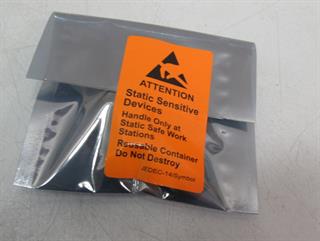 ATTENTION
Static Sensitive
Devices
Handle Only at
Static Safe Work
Stations
Reusable Container
Do Not Destroy
JEDEC-14/Symbol